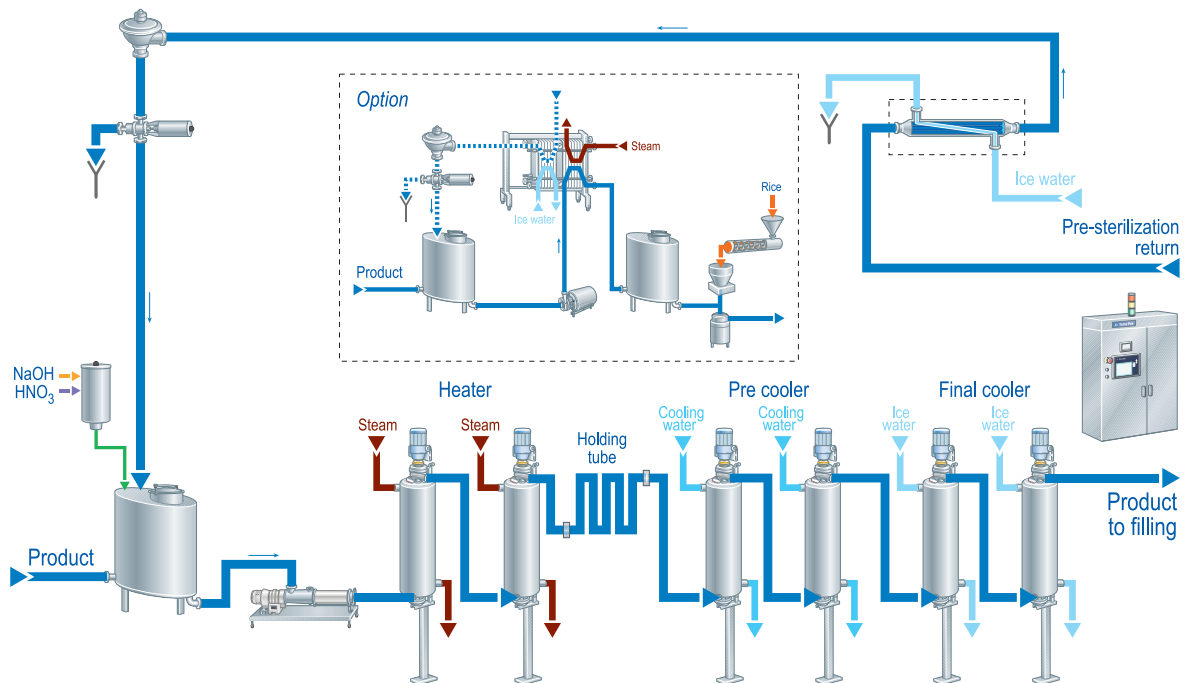 Option
Steam
Rice
Ice water
Product
Ice water
Pre-sterilization
return
NaOH
HNO₃
Heater
Pre cooler
Final cooler
Steam
Steam
Holding
tube
Cooling
water
Cooling
water
Ice
water
Ice
water
Product
Product
to filling